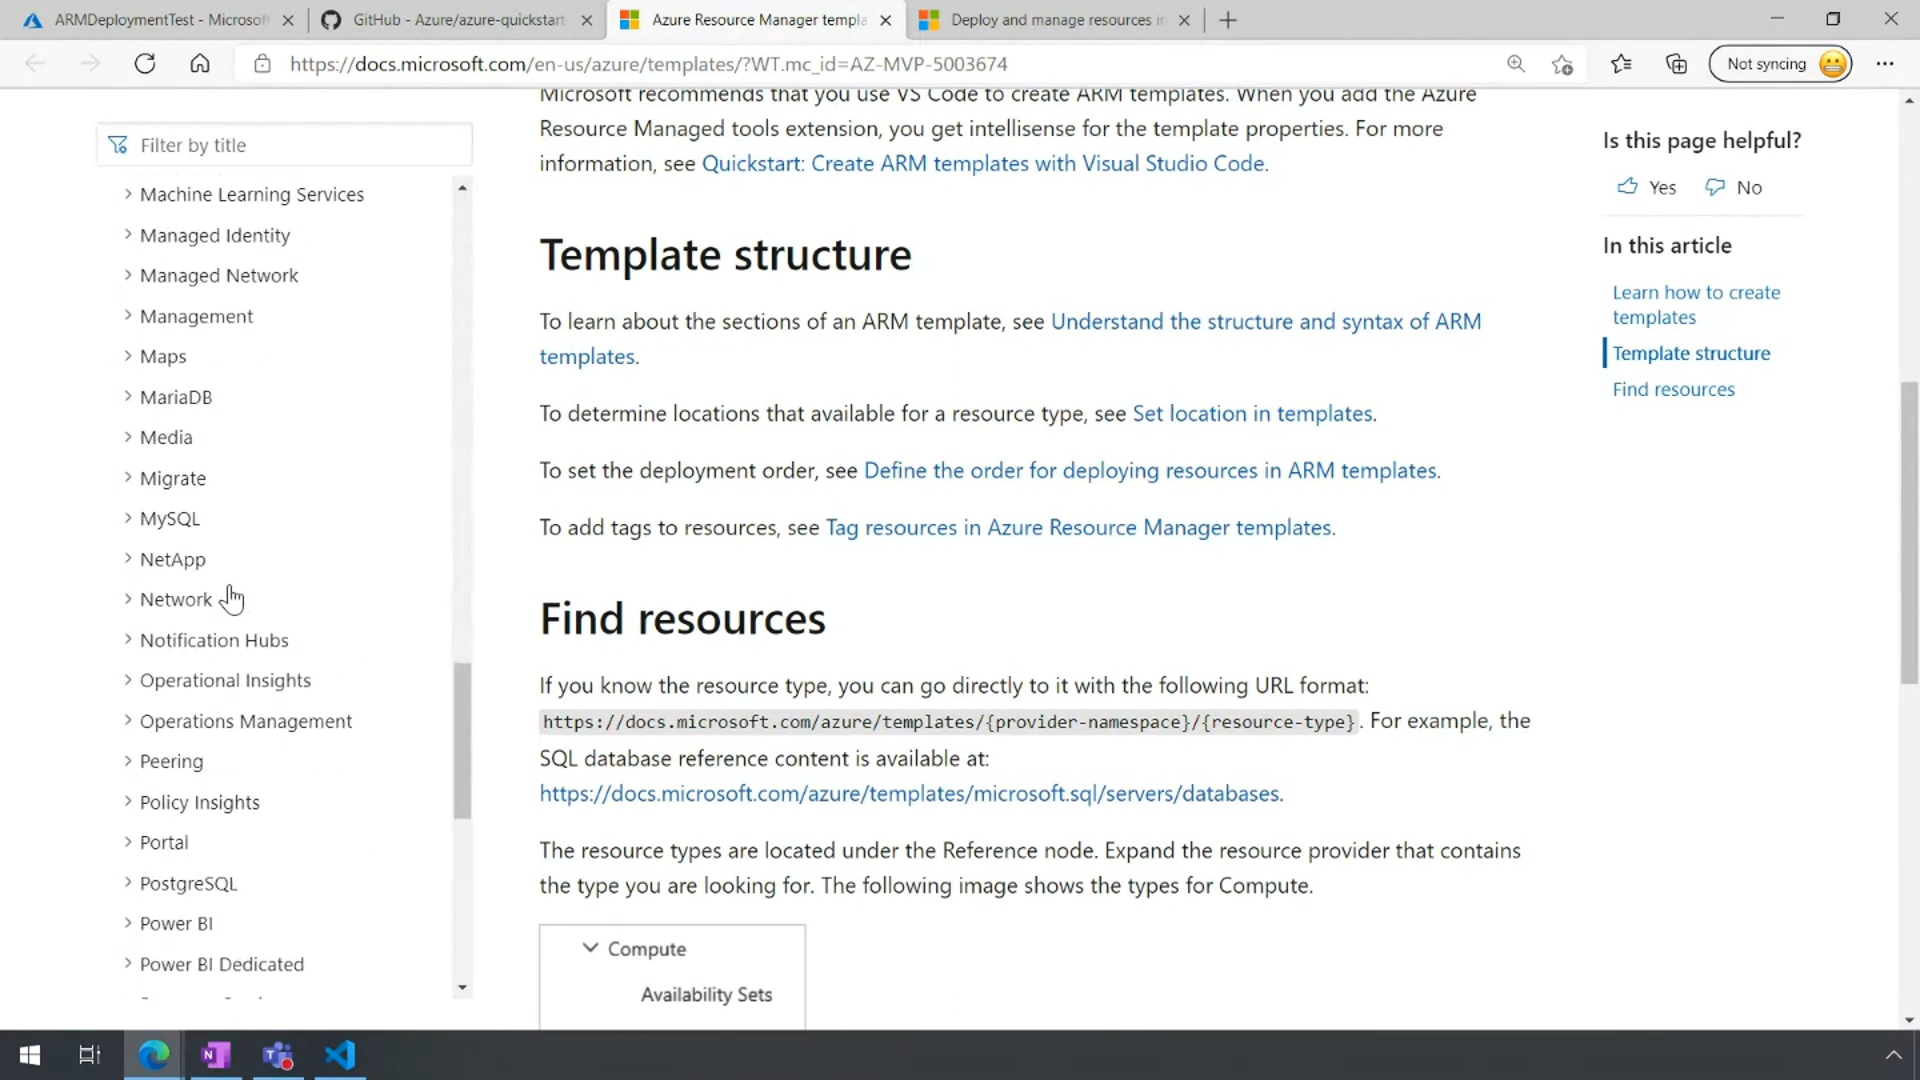 ARMDeploymentTest - Microsof
GitHub - Azure/azure-quickstart
Azure Resource Manager templa
Deploy and manage resources i
https://docs.microsoft.com/en-us/azure/templates/?WT.mc_id=AZ-MVP-5003674
Not syncing
Filter by title
Machine Learning Services
Managed Identity
Managed Network
Management
Maps
MariaDB
Media
Migrate
MySQL
NetApp
Network
Notification Hubs
Operational Insights
Operations Management
Peering
Policy Insights
Portal
PostgreSQL
Power BI
Power BI Dedicated
Microsoft recommends that you use VS Code to create ARM templates. When you add the Azure
Resource Managed tools extension, you get intellisense for the template properties. For more
information, see Quickstart: Create ARM templates with Visual Studio Code.
Template structure
To learn about the sections of an ARM template, see Understand the structure and syntax of ARM
templates.
To determine locations that available for a resource type, see Set location in templates.
To set the deployment order, see Define the order for deploying resources in ARM templates.
To add tags to resources, see Tag resources in Azure Resource Manager templates.
Find resources
If you know the resource type, you can go directly to it with the following URL format:
https://docs.microsoft.com/azure/templates/{provider-namespace}/{resource-type}. For example, the
SQL database reference content is available at:
https://docs.microsoft.com/azure/templates/microsoft.sql/servers/databases.
The resource types are located under the Reference node. Expand the resource provider that contains
the type you are looking for. The following image shows the types for Compute.
Compute
Availability Sets
Is this page helpful?
Yes
No
In this article
Learn how to create
templates
Template structure
Find resources